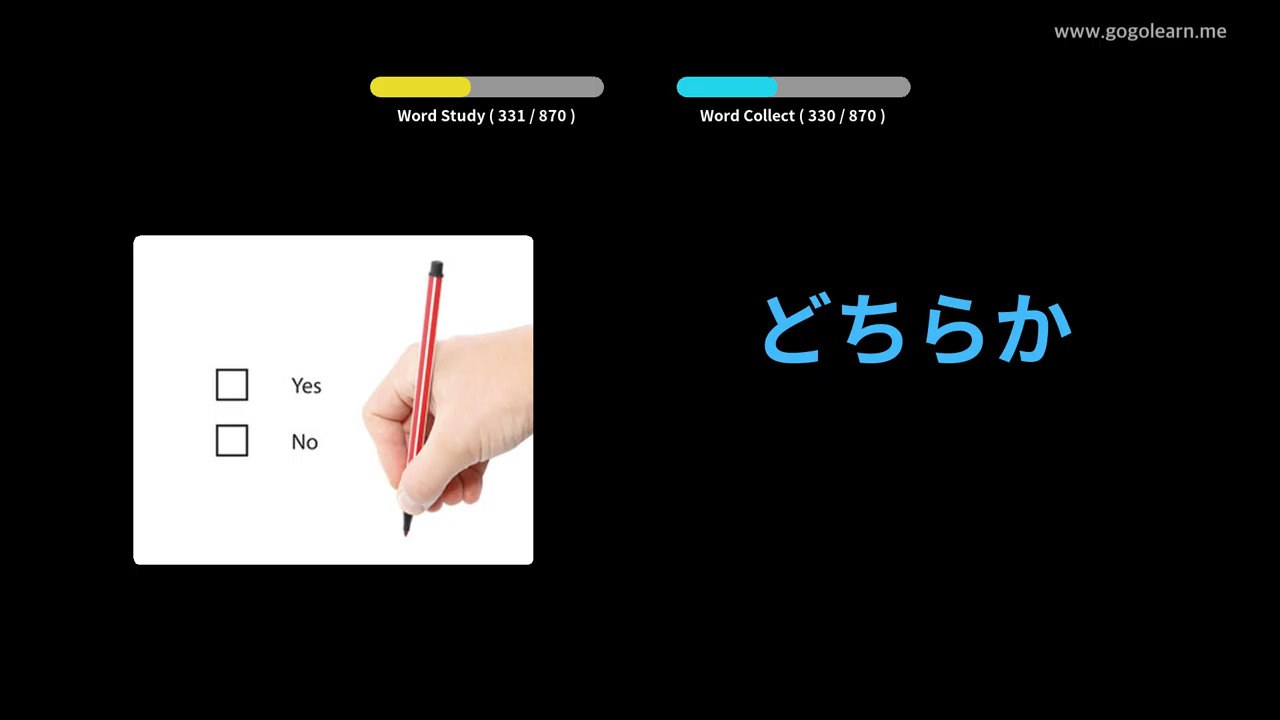 www.gogolearn.me
Word Study ( 331 / 870 )
Word Collect ( 330 / 870 )
Yes
No
どちらか